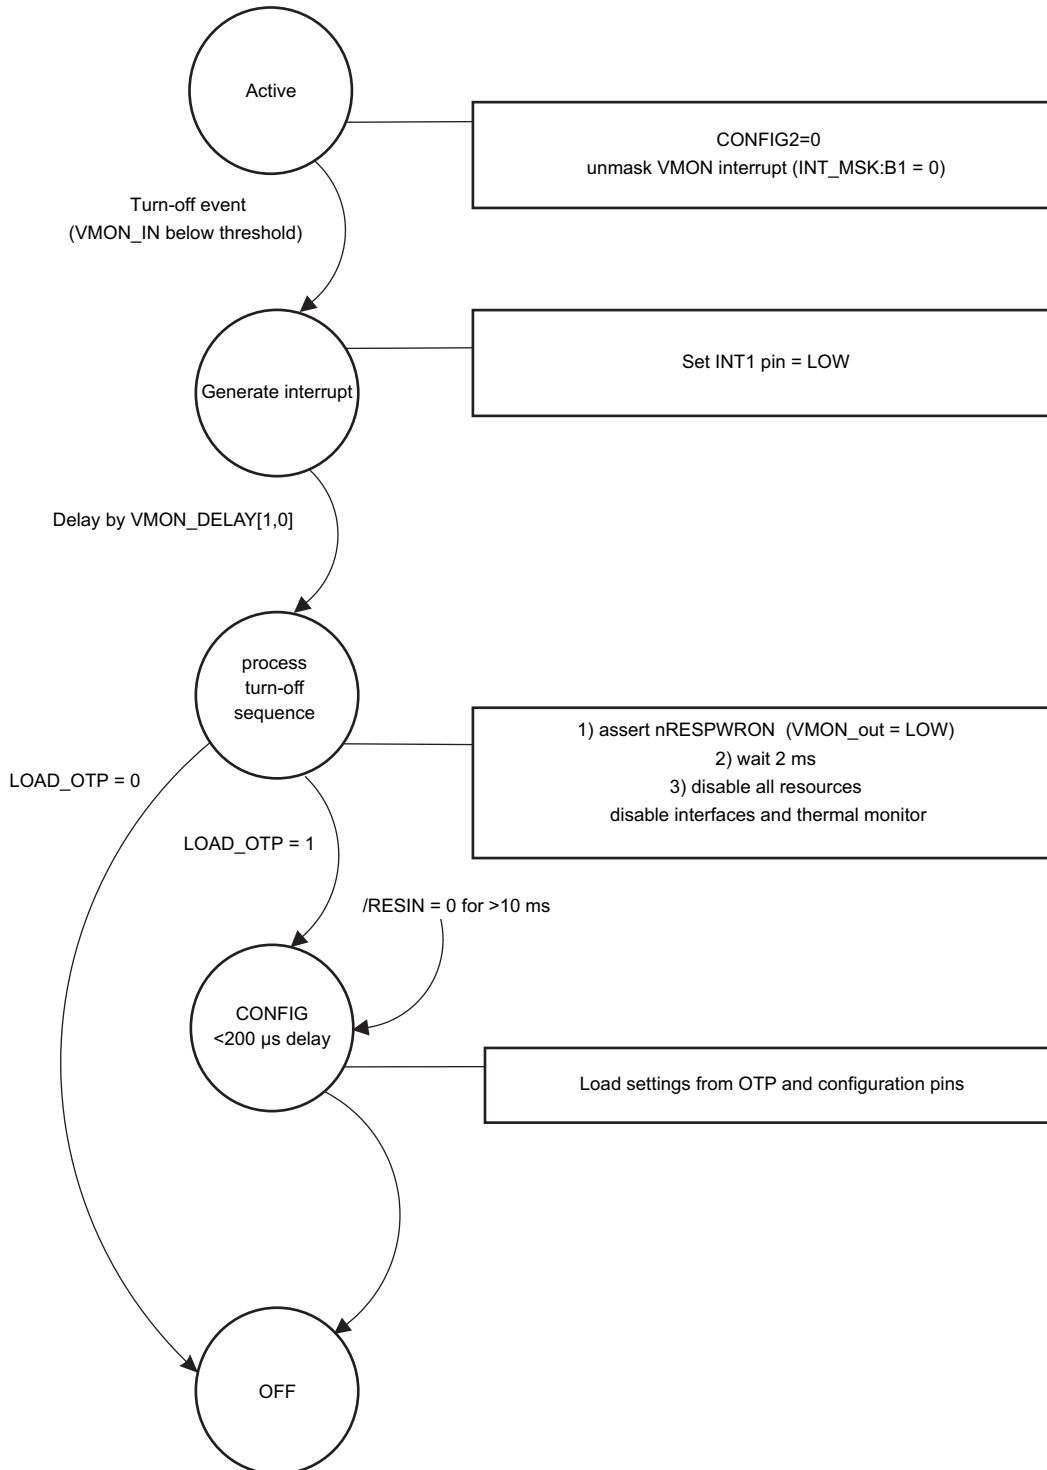 Active
CONFIG2=0
unmask VMON interrupt (INT_MSK:B1 = 0)
Turn-off event
(VMON_IN below threshold)
Generate interrupt
Set INT1 pin = LOW
Delay by VMON_DELAY[1,0]
process
turn-off
sequence
1) assert nRESPWRON (VMON_out = LOW)
2) wait 2 ms
3) disable all resources
disable interfaces and thermal monitor
LOAD_OTP = 0
LOAD_OTP = 1
/RESIN = 0 for >10 ms
CONFIG
<200 µs delay
Load settings from OTP and configuration pins
OFF